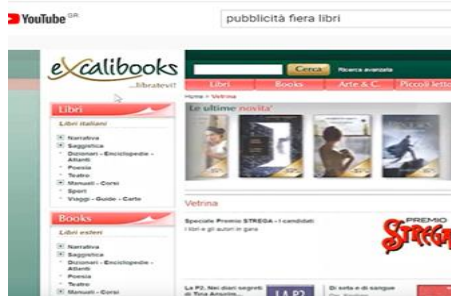 YouTube GR
pubblicità fiera libri
excalibooks
...libratevi!
Cerca
Ricerca avanzata
Libri
Books
Arte & C.
Piccoli letto
Home > Vetrina
Libri
Le ultime novita'
Libri italiani
Narrativa
Saggistica
Dizionari - Enciclopedie -
Atlanti
Poesia
Teatro
Manuali - Corsi
Sport
Viaggi - Guide - Carte
Vetrina
Books
Speciale Premio STREGA - I candidati
I libri e gli autori in gara
PREMIO
STREGA
Libri esteri
Narrativa
Saggistica
Dizionari - Enciclopedie -
Atlanti
Poesia
Teatro
Manuali - Corsi
La P2. Nei diari segreti
di Tina Anselmi
LA P2
Di seta e di sangue